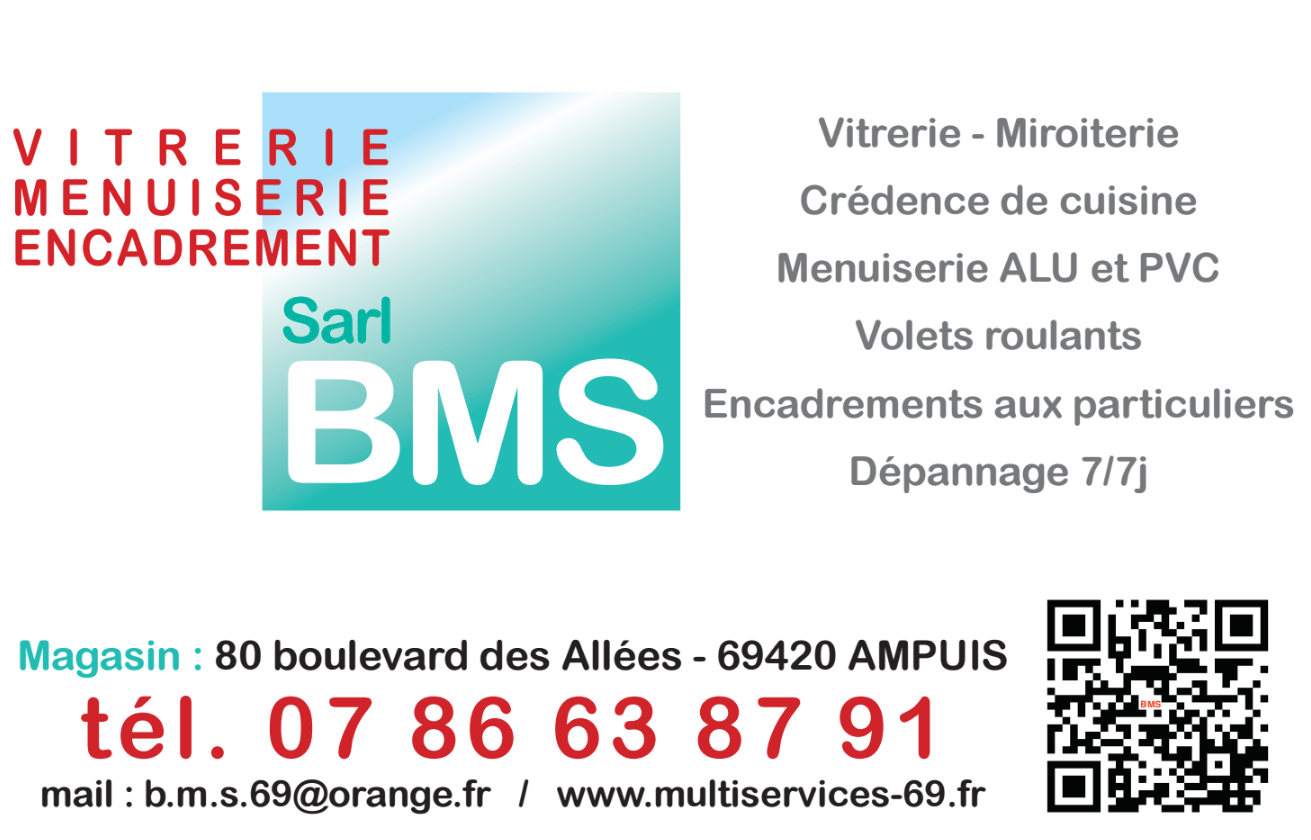 VITRERIE
MENUISERIE
ENCADREMENT
Sarl
BMS
Vitrerie - Miroiterie
Crédence de cuisine
Menuiserie ALU et PVC
Volets roulants
Encadrements aux particuliers
Dépannage 7/7j
Magasin : 80 boulevard des Allées - 69420 AMPUIS
tél. 07 86 63 87 91
mail : b.m.s.69@orange.fr / www.multiservices-69.fr
BMS